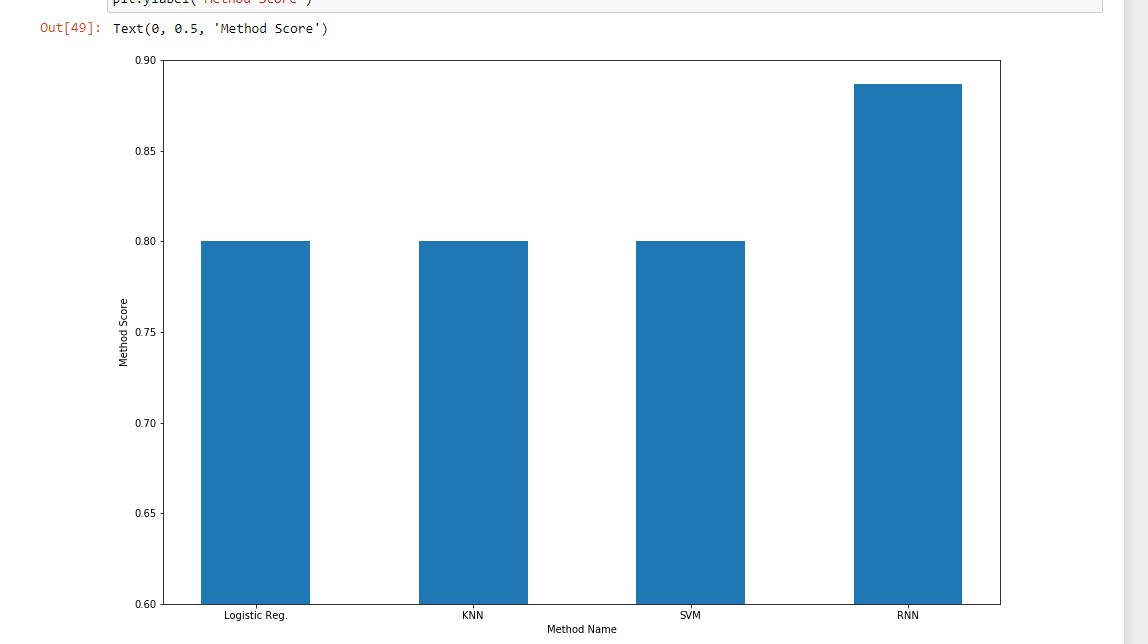 plt.ylabel('Method Score')
Out[49]: Text(0, 0.5, 'Method Score')
0.90
0.85
0.80
0.75
0.70
0.65
0.60
Method Score
Logistic Reg. KNN SVM RNN
Method Name